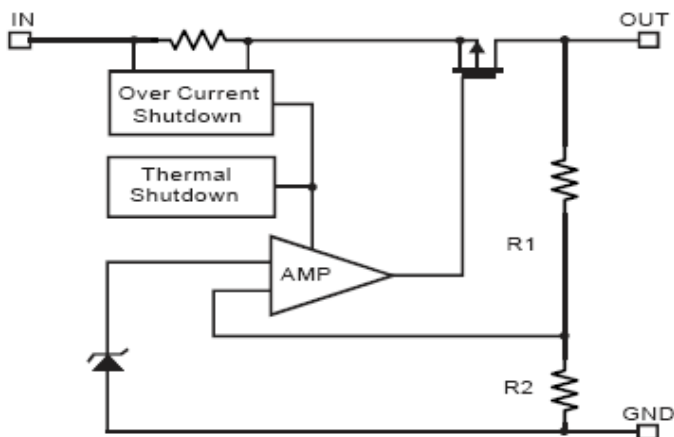 IN
OUT
Over Current
Shutdown
Thermal
Shutdown
AMP
R1
R2
GND